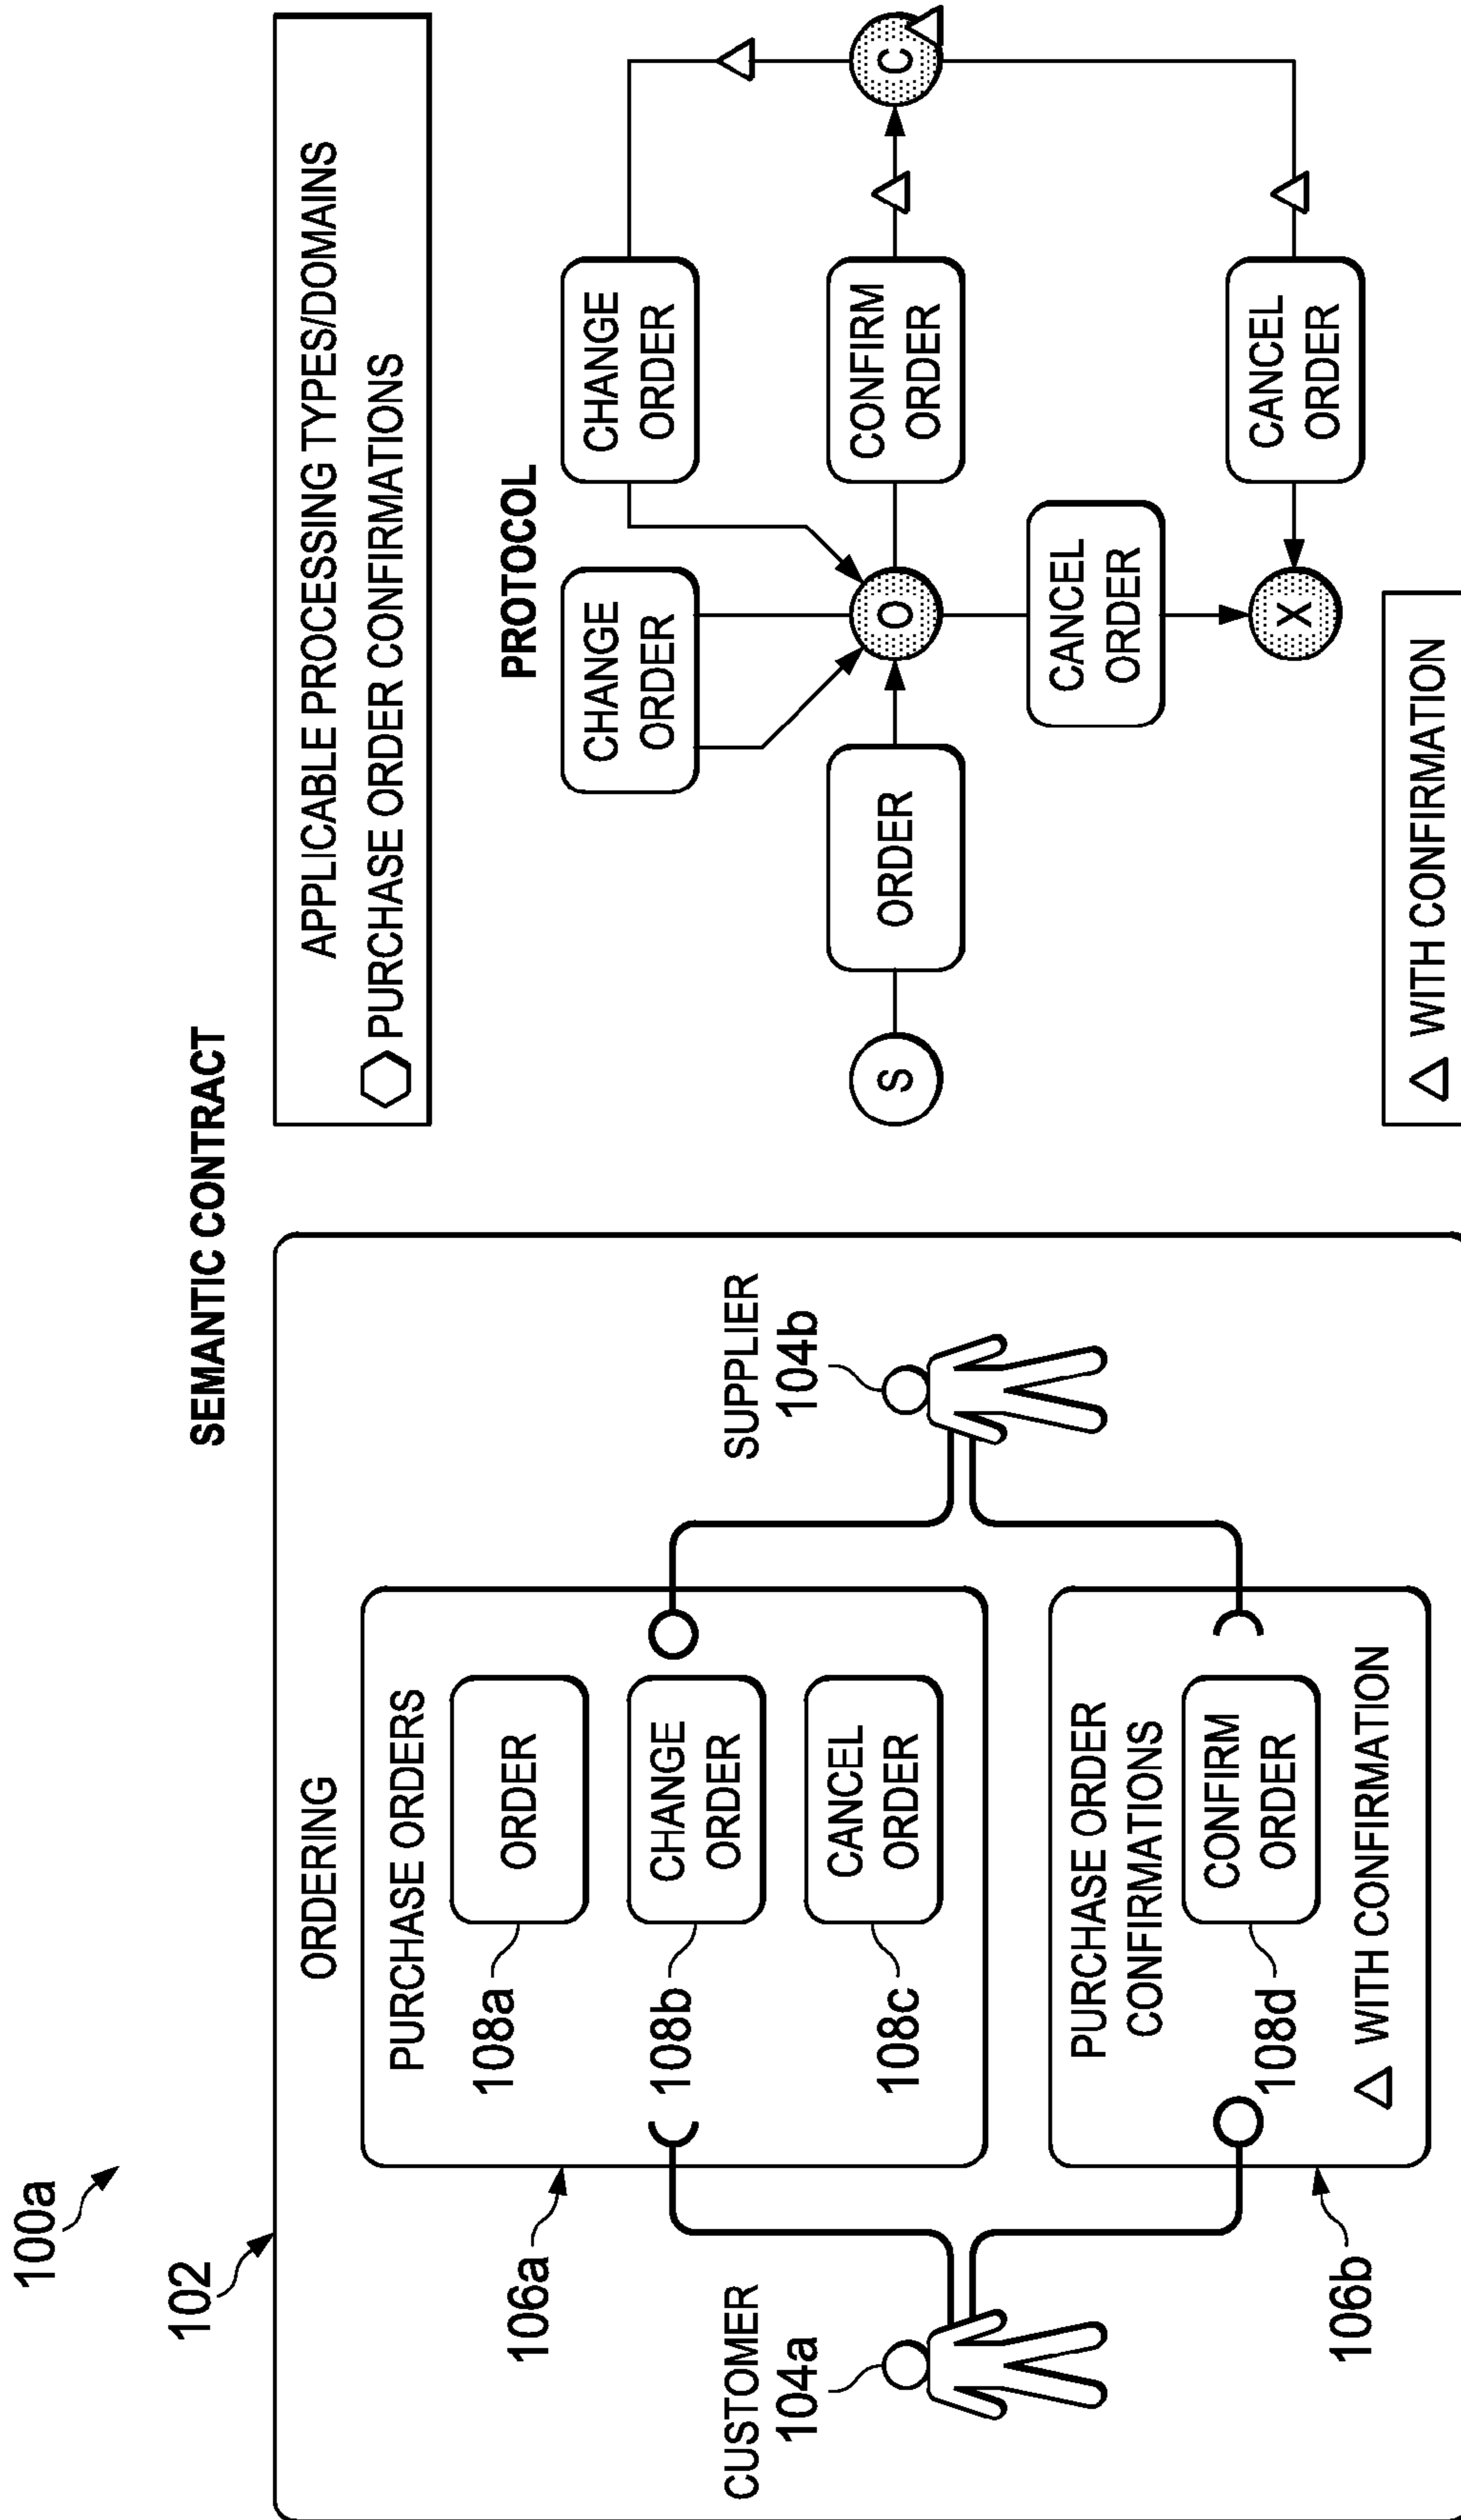 100a
SEMANTIC CONTRACT
102
ORDERING
CUSTOMER
104a
SUPPLIER
104b
106a
PURCHASE ORDERS
108a
ORDER
108b
CHANGE
ORDER
108c
CANCEL
ORDER
106b
PURCHASE ORDER
CONFIRMATIONS
108d
CONFIRM
ORDER
WITH CONFIRMATION
APPLICABLE PROCESSING TYPES/DOMAINS
PURCHASE ORDER CONFIRMATIONS
PROTOCOL
CHANGE
ORDER
CHANGE
ORDER
S
ORDER
O
CONFIRM
ORDER
C
CANCEL
ORDER
X
CANCEL
ORDER
WITH CONFIRMATION